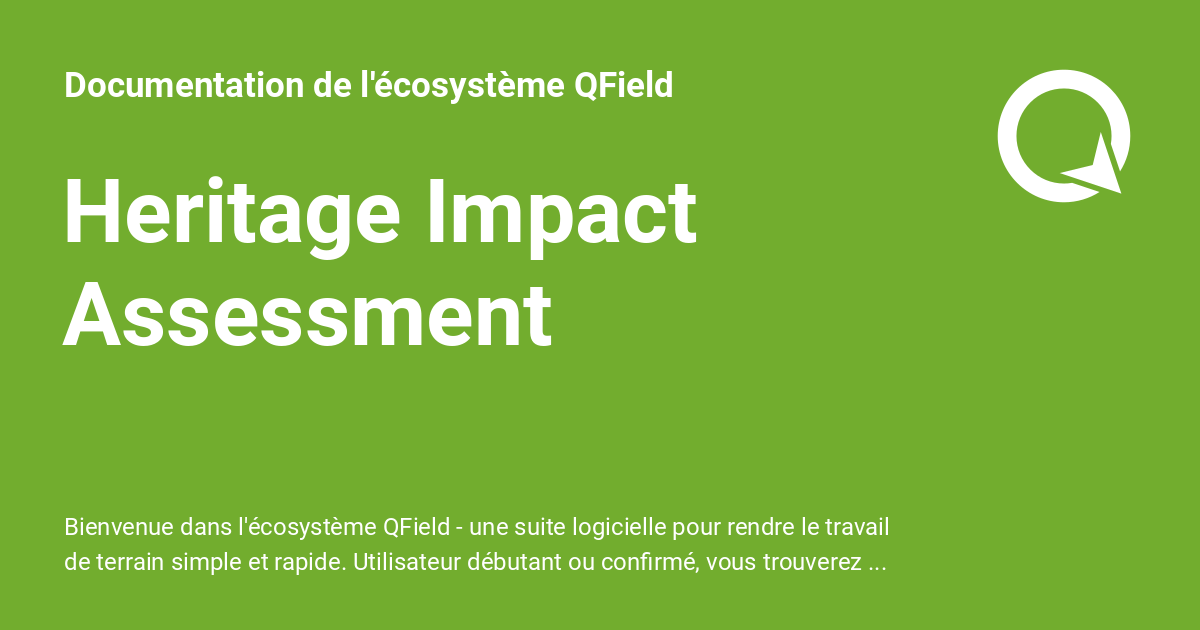 Documentation de l'écosystème QField
Heritage Impact
Assessment
Bienvenue dans l'écosystème QField - une suite logicielle pour rendre le travail
de terrain simple et rapide. Utilisateur débutant ou confirmé, vous trouverez ...